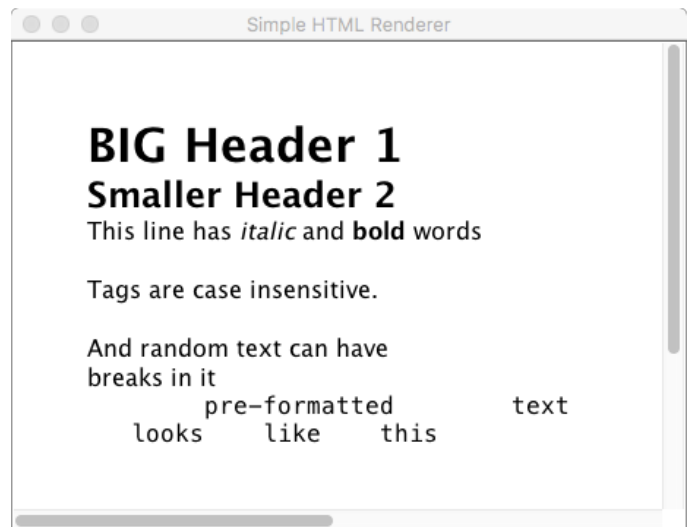 Simple HTML Renderer
BIG Header 1
Smaller Header 2
This line has italic and bold words
Tags are case insensitive.
And random text can have
breaks in it
pre-formatted        text
looks    like    this